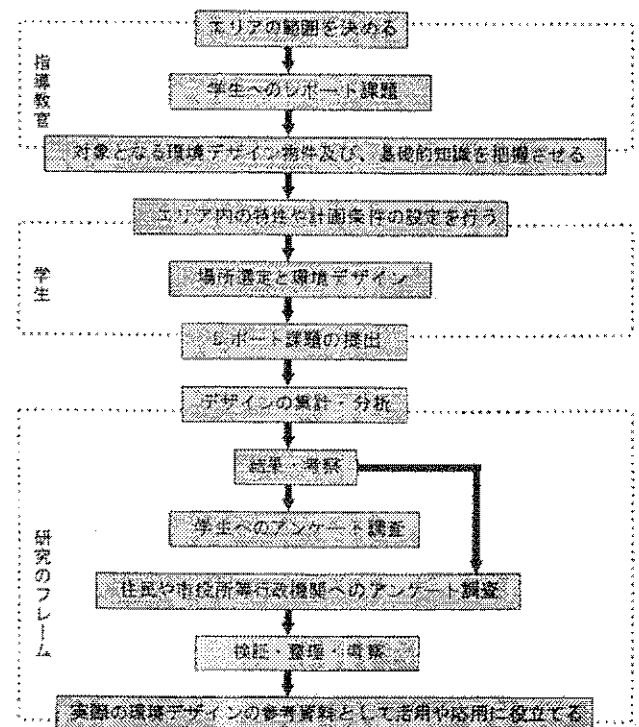 指導教官
エリアの範囲を決める
学生へのレポート課題
対象となる環境デザイン物件及び、基礎的知識を把握させる
学生
エリア内の特性や計画条件の設定を行う
場所選定と環境デザイン
レポート課題の提出
研究のフレーム
デザインの集計・分析
結果・考察
学生へのアンケート調査
住民や市役所等行政機関へのアンケート調査
検証・整理・考察
実際の環境デザインの参考資料として活用や応用に役立てる